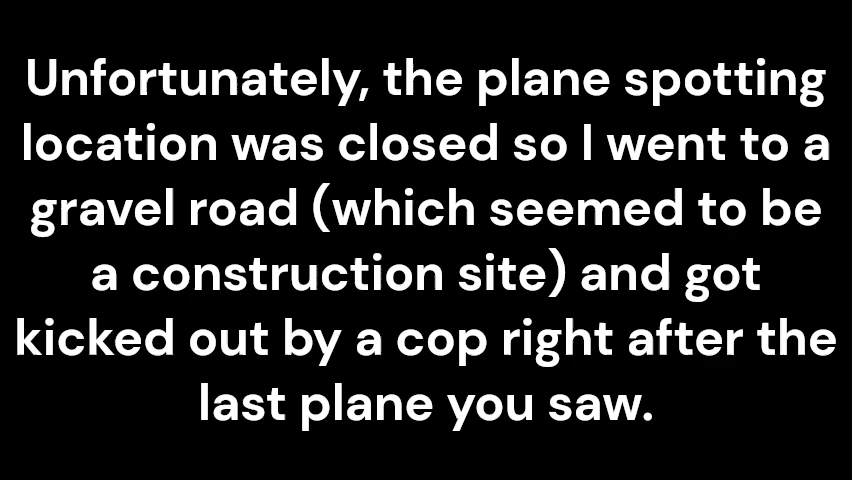 Unfortunately, the plane spotting
location was closed so I went to a
gravel road (which seemed to be
a construction site) and got
kicked out by a cop right after the
last plane you saw.